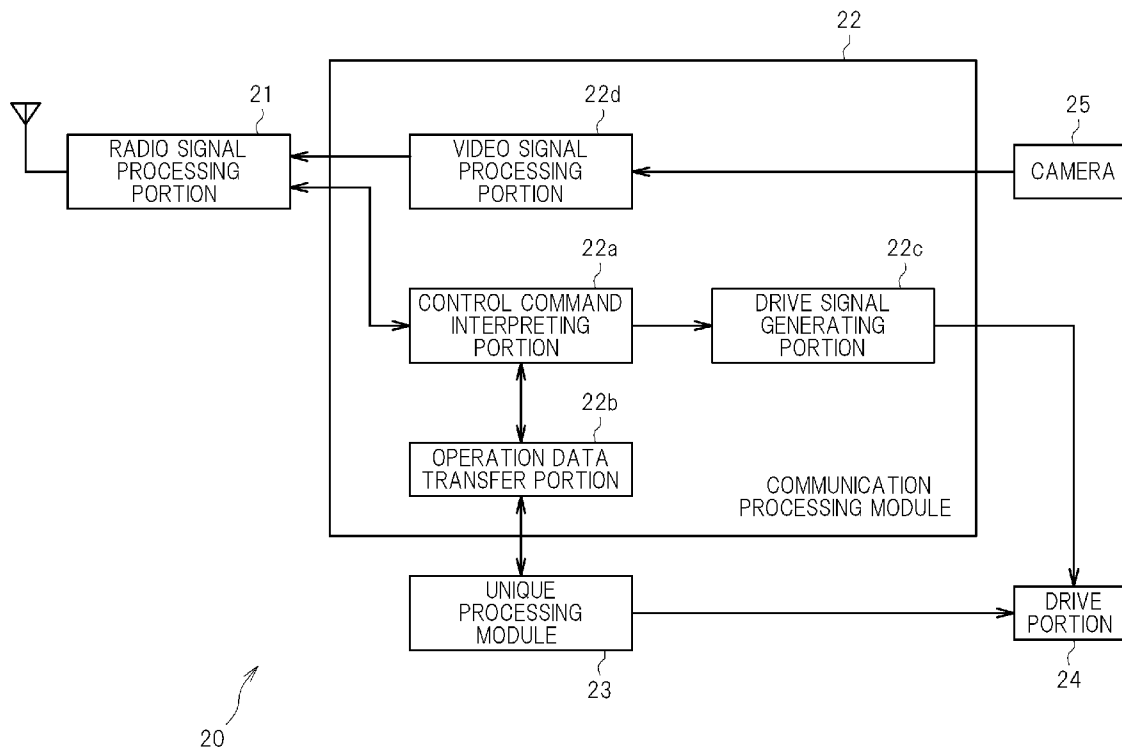 22
21
RADIO SIGNAL
PROCESSING
PORTION
22d
VIDEO SIGNAL
PROCESSING
PORTION
25
CAMERA
22a
CONTROL COMMAND
INTERPRETING
PORTION
22c
DRIVE SIGNAL
GENERATING
PORTION
22b
OPERATION DATA
TRANSFER PORTION
COMMUNICATION
PROCESSING MODULE
UNIQUE
PROCESSING
MODULE
23
DRIVE
PORTION
24
20